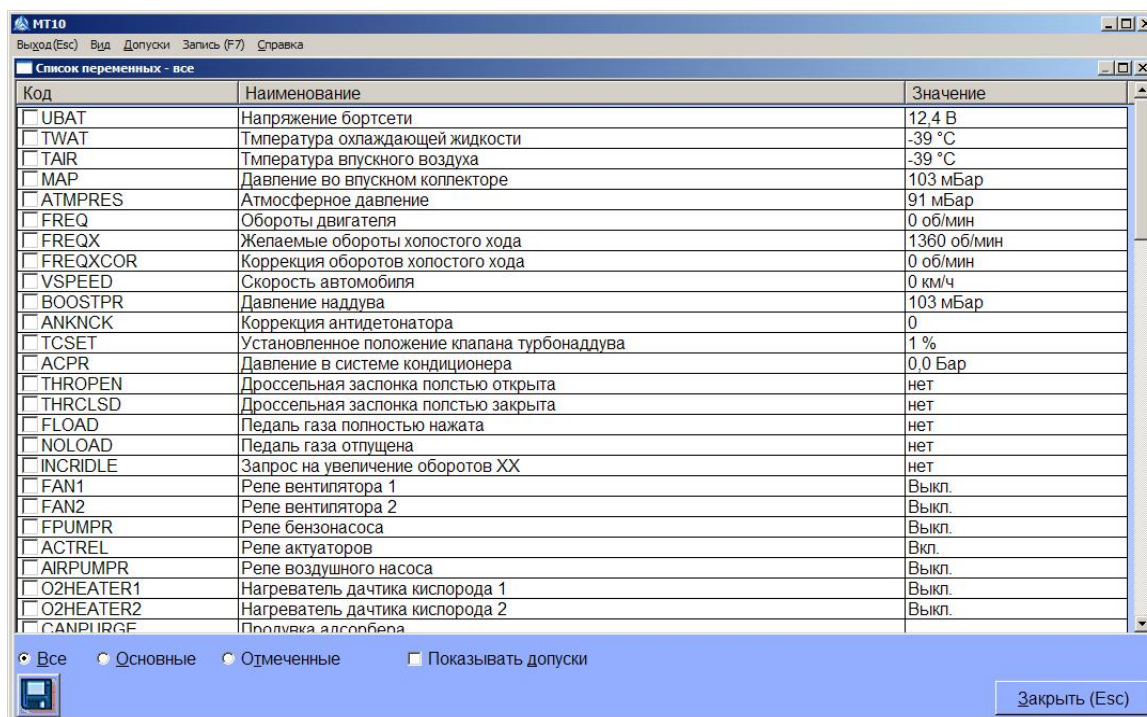 МТ10
Выход(Esc) Вид Допуски Запись (F7) Справка
Список переменных - все
Код Наименование Значение
UBAT Напряжение бортсети 12,4 В
TWAT Тмпература охлаждающей жидкости -39 °C
TAIR Тмпература впускного воздуха -39 °C
MAP Давление во впускном коллекторе 103 мБар
ATMPRES Атмосферное давление 91 мБар
FREQ Обороты двигателя 0 об/мин
FREQX Желаемые обороты холостого хода 1360 об/мин
FREQXCOR Коррекция оборотов холостого хода 0 об/мин
VSPEED Скорость автомобиля 0 км/ч
BOOSTPR Давление наддува 103 мБар
ANKNCK Коррекция антидетонатора 0
TCSET Установленное положение клапана турбонаддува 1 %
ACPR Давление в системе кондиционера 0,0 Бар
THROPEN Дроссельная заслонка полстью открыта нет
THRCLSD Дроссельная заслонка полстью закрыта нет
FLOAD Педаль газа полностью нажата нет
NOLOAD Педаль газа отпущена нет
INCRIDLE Запрос на увеличение оборотов ХХ нет
FAN1 Реле вентилятора 1 Выкл.
FAN2 Реле вентилятора 2 Выкл.
FPUMPR Реле бензонасоса Выкл.
ACTREL Реле актуаторов Вкл.
AIRPUMPR Реле воздушного насоса Выкл.
O2HEATER1 Нагреватель дачтика кислорода 1 Выкл.
O2HEATER2 Нагреватель дачтика кислорода 2 Выкл.
CANPURGE Продувка адсорбера
Все Основные Отмеченные Показывать допуски
Закрыть (Esc)